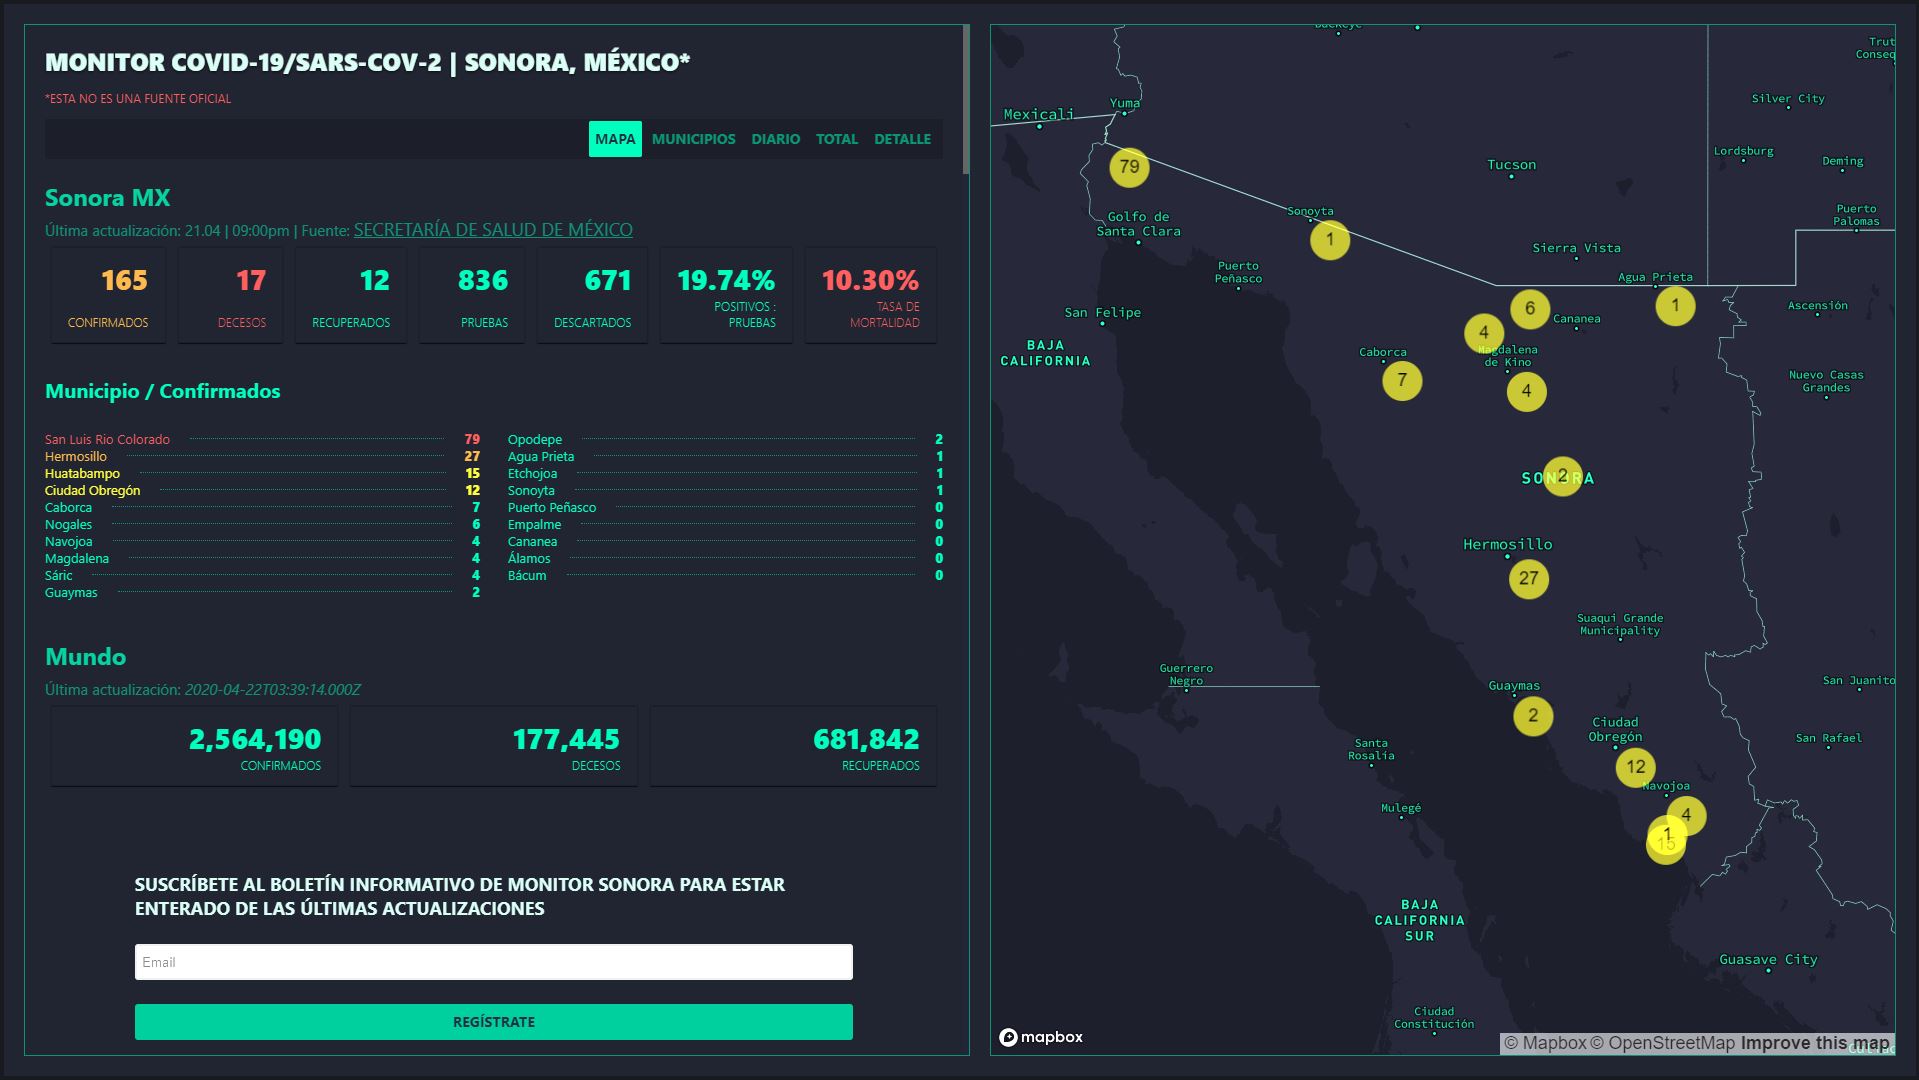 MONITOR COVID-19/SARS-COV-2 | SONORA, MÉXICO*
*ESTA NO ES UNA FUENTE OFICIAL
MAPA MUNICIPIOS DIARIO TOTAL DETALLE
Sonora MX
Última actualización: 21.04 | 09:00pm | Fuente: SECRETARÍA DE SALUD DE MÉXICO
165
CONFIRMADOS
17
DECESOS
12
RECUPERADOS
836
PRUEBAS
671
DESCARTADOS
19.74%
POSITIVOS :
PRUEBAS
10.30%
TASA DE
MORTALIDAD
Municipio / Confirmados
San Luis Rio Colorado 79
Hermosillo 27
Huatabampo 15
Ciudad Obregón 12
Caborca 7
Nogales 6
Navojoa 4
Magdalena 4
Sáric 4
Guaymas 2
Opodepe 2
Agua Prieta 1
Etchojoa 1
Sonoyta 1
Puerto Peñasco 0
Empalme 0
Cananea 0
Álamos 0
Bácum 0
Mundo
Última actualización: 2020-04-22T03:39:14.000Z
2,564,190
CONFIRMADOS
177,445
DECESOS
681,842
RECUPERADOS
SUSCRÍBETE AL BOLETÍN INFORMATIVO DE MONITOR SONORA PARA ESTAR
ENTERADO DE LAS ÚLTIMAS ACTUALIZACIONES
Email
REGÍSTRATE
Silver City
Yuma
Mexicali
Lordsburg
Deming
Tucson
79
Puerto
Palomas
Sonoyta
Golfo de
Santa Clara
1
Sierra Vista
Puerto
Peñasco
Agua Prieta
1
Ascensión
6
San Felipe
Cananea
4
BAJA
CALIFORNIA
Caborca
Magdalena
de Kino
7
4
Nuevo Casas
Grandes
SONORA
2
Hermosillo
27
Suaqui Grande
Municipality
Guerrero
Negro
San Juanito
Guaymas
2
Ciudad
Obregón
San Rafael
Santa
Rosalía
12
Navojoa
Mulegé
4
1
15
BAJA
CALIFORNIA
SUR
Guasave City
Ciudad
Constitución
mapbox
© Mapbox © OpenStreetMap Improve this map